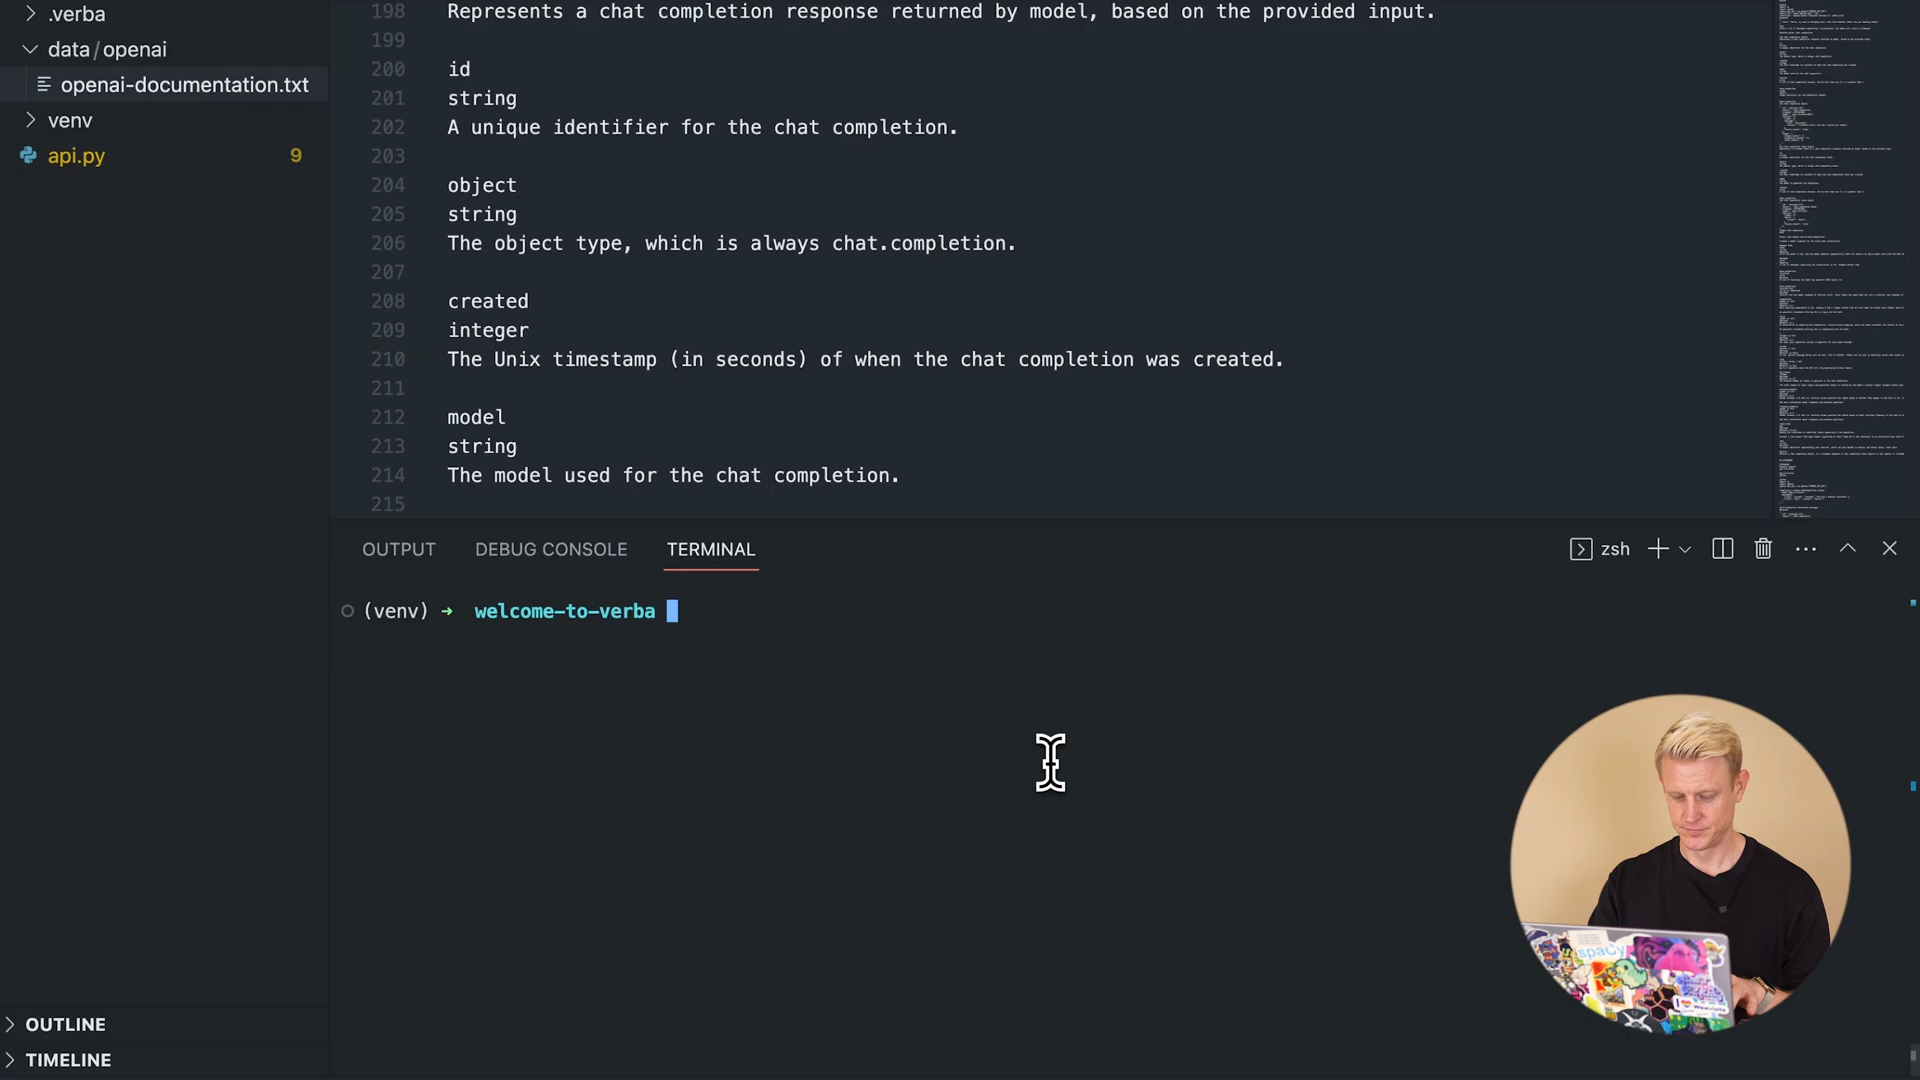 .verba
data/openai
openai-documentation.txt
venv
api.py 9
198 Represents a chat completion response returned by model, based on the provided input.
199
200 id
201 string
202 A unique identifier for the chat completion.
203
204 object
205 string
206 The object type, which is always chat.completion.
207
208 created
209 integer
210 The Unix timestamp (in seconds) of when the chat completion was created.
211
212 model
213 string
214 The model used for the chat completion.
215
OUTPUT DEBUG CONSOLE TERMINAL
zsh
(venv) → welcome-to-verba
spaCy
OUTLINE
TIMELINE